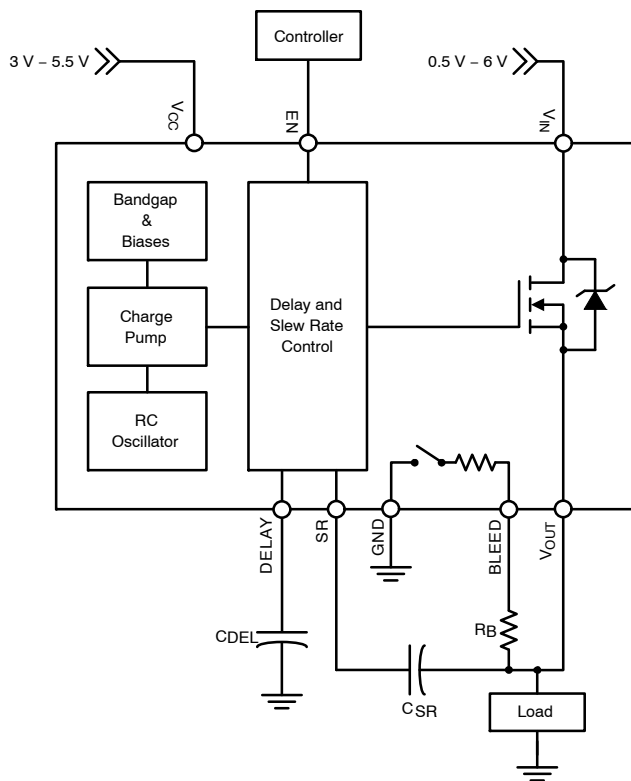 Controller
3 V – 5.5 V
0.5 V – 6 V
VCC
EN
VIN
Bandgap
&
Biases
Charge
Pump
RC
Oscillator
Delay and
Slew Rate
Control
DELAY
SR
GND
BLEED
VOUT
CDEL
RB
CSR
Load